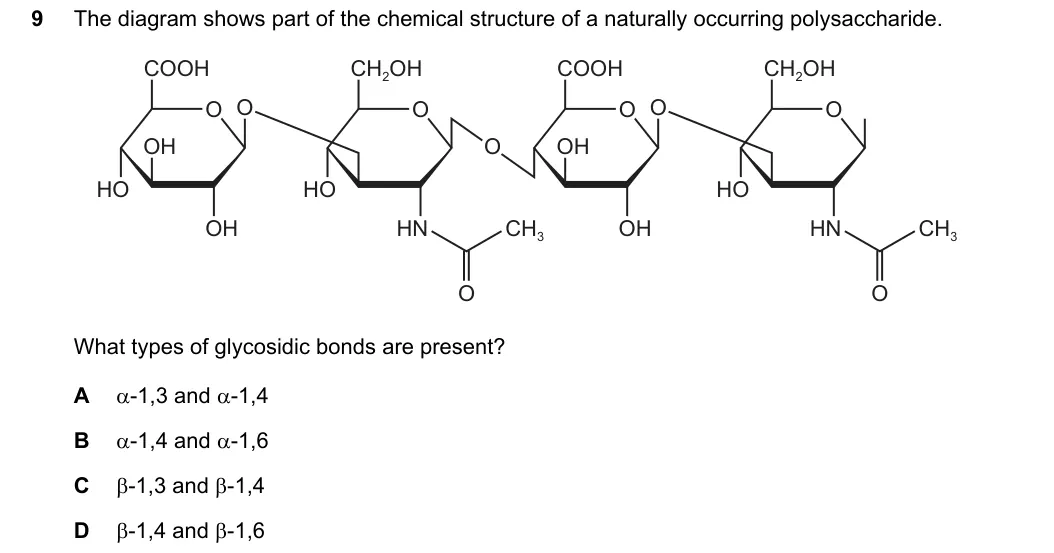 9 The diagram shows part of the chemical structure of a naturally occurring polysaccharide.
COOH CH₂OH COOH CH₂OH
O O O O O O
OH O OH
HO HO HO
OH HN CH₃ OH HN CH₃
O O
What types of glycosidic bonds are present?
A α-1,3 and α-1,4
B α-1,4 and α-1,6
C β-1,3 and β-1,4
D β-1,4 and β-1,6